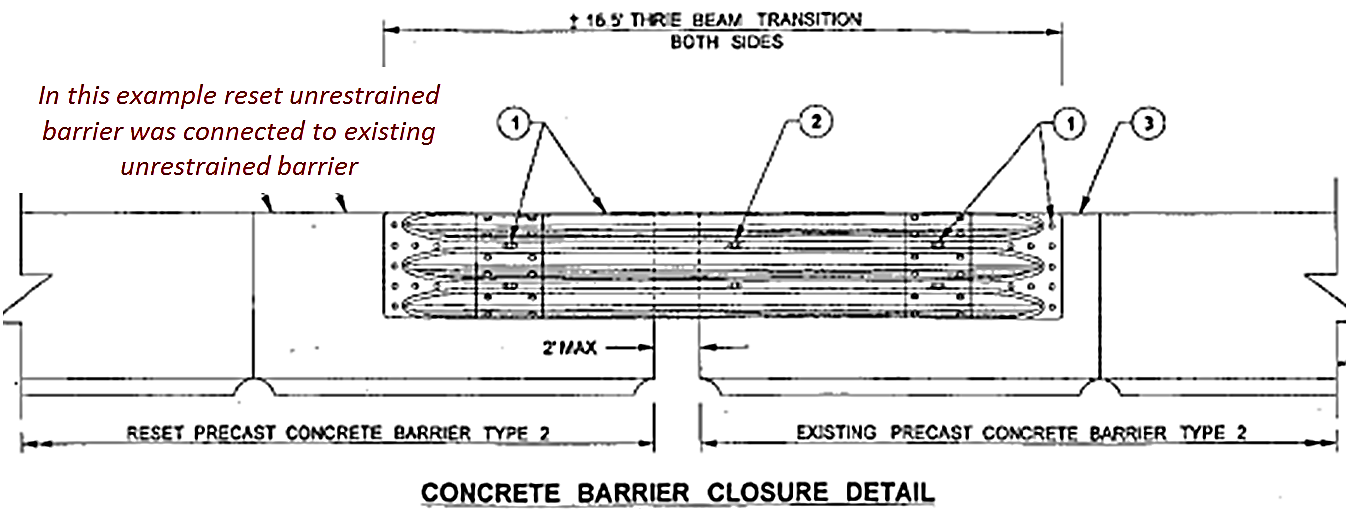 ± 16.5' THRIE BEAM TRANSITION
BOTH SIDES
In this example reset unrestrained
barrier was connected to existing
unrestrained barrier
1
2
1
3
2' MAX
RESET PRECAST CONCRETE BARRIER TYPE 2
EXISTING PRECAST CONCRETE BARRIER TYPE 2
CONCRETE BARRIER CLOSURE DETAIL